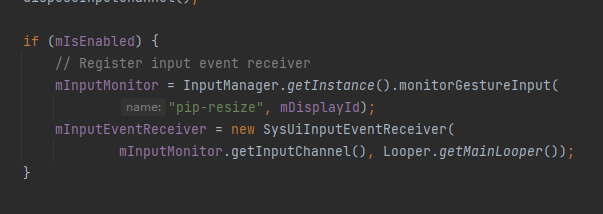 if (mIsEnabled) {
// Register input event receiver
mInputMonitor = InputManager.getInstance().monitorGestureInput(
name: "pip-resize", mDisplayId);
mInputEventReceiver = new SysUiInputEventReceiver(
mInputMonitor.getInputChannel(), Looper.getMainLooper());
}